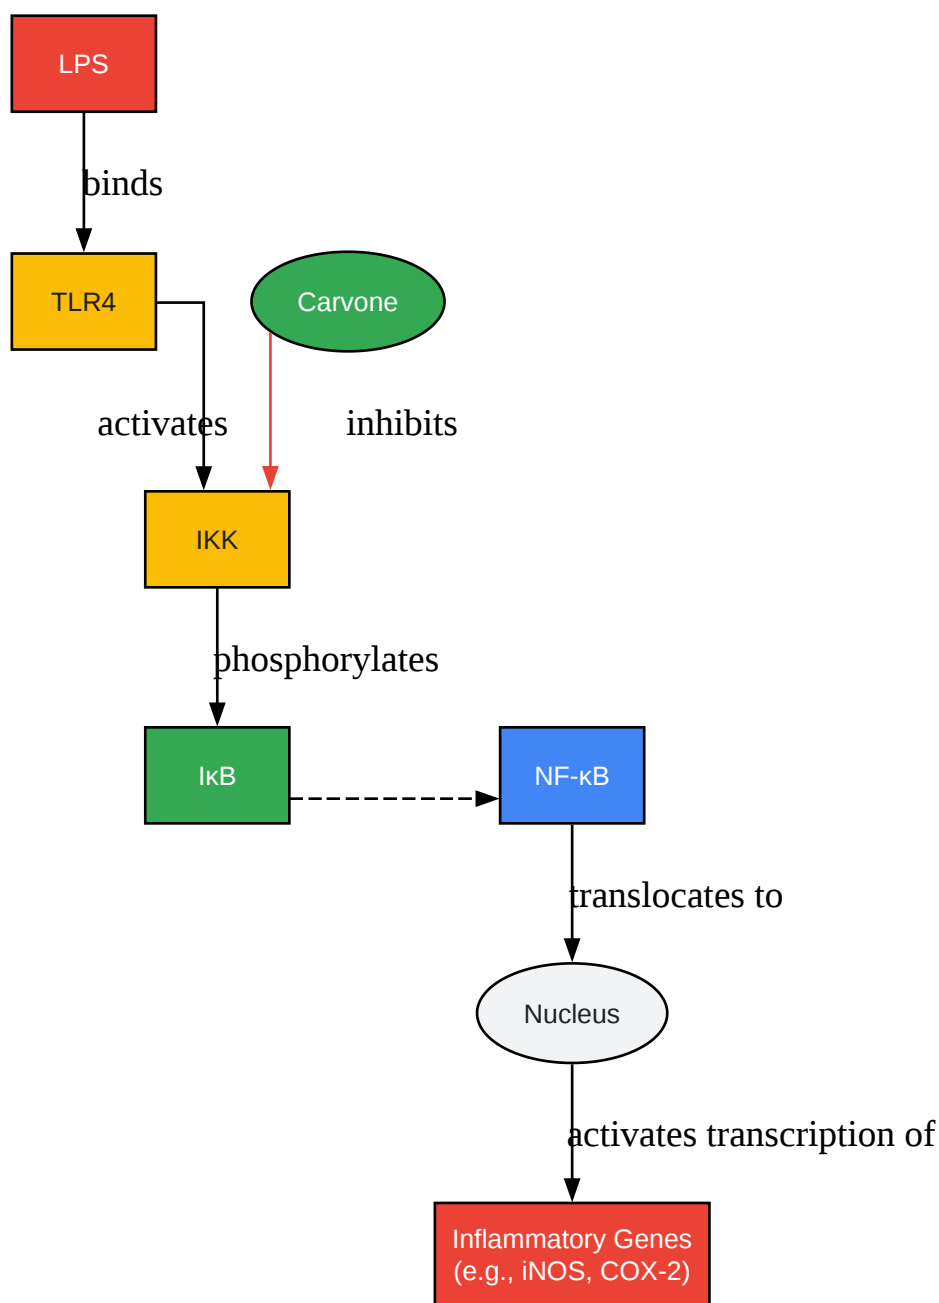 LPS
binds
TLR4
Carvone
activates
inhibits
IKK
phosphorylates
IκB
NF-κB
translocates to
Nucleus
activates transcription of
Inflammatory Genes
(e.g., iNOS, COX-2)